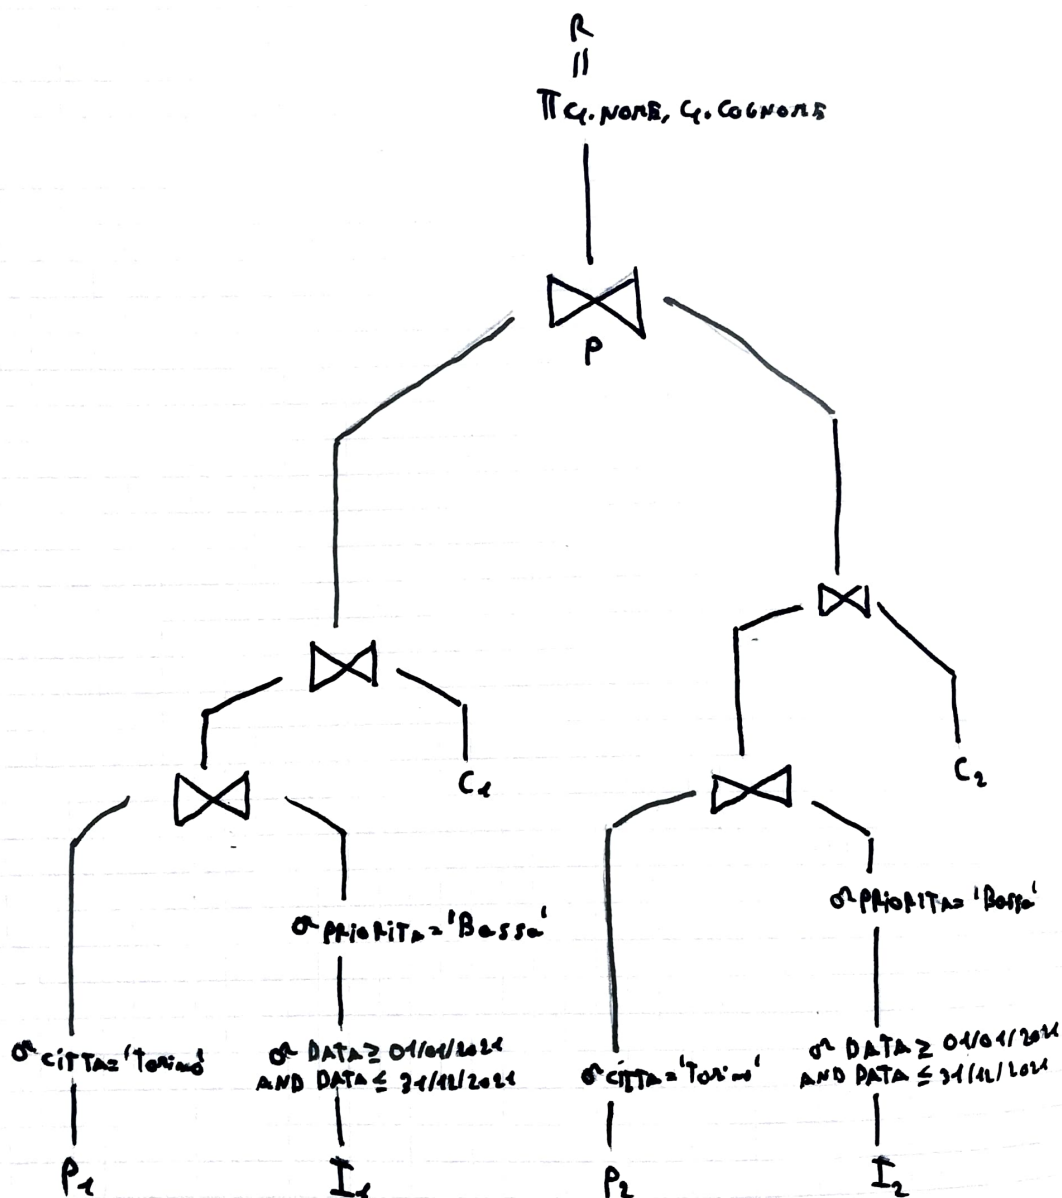 R
||
π C1.NOME, C1.COGNOME
⋈
P
⋈
⋈
C1
C2
⋈
⋈
σ PRIORITA = 'Bassa'
σ PRIORITA = 'Bassa'
σ CITTA = 'Torino'
σ DATA ≥ 01/01/2021
AND DATA ≤ 31/12/2021
σ CITTA = 'Torino'
σ DATA ≥ 01/01/2021
AND DATA ≤ 31/12/2021
P1
I1
P2
I2